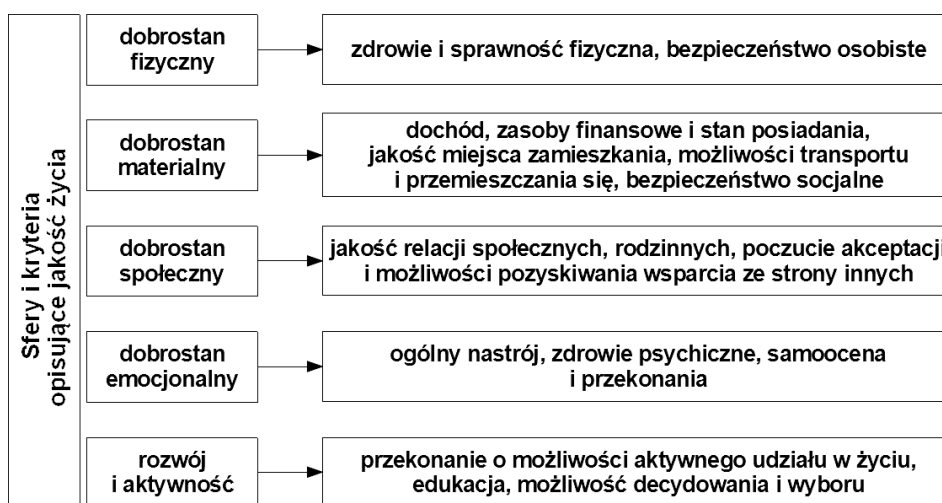 Sfery i kryteria
opisujące jakość życia
dobrostan
fizyczny
zdrowie i sprawność fizyczna, bezpieczeństwo osobiste
dobrostan
materialny
dochód, zasoby finansowe i stan posiadania,
jakość miejsca zamieszkania, możliwości transportu
i przemieszczania się, bezpieczeństwo socjalne
dobrostan
społeczny
jakość relacji społecznych, rodzinnych, poczucie akceptacji
i możliwości pozyskiwania wsparcia ze strony innych
dobrostan
emocjonalny
ogólny nastrój, zdrowie psychiczne, samoocena
i przekonania
rozwój
i aktywność
przekonanie o możliwości aktywnego udziału w życiu,
edukacja, możliwość decydowania i wyboru